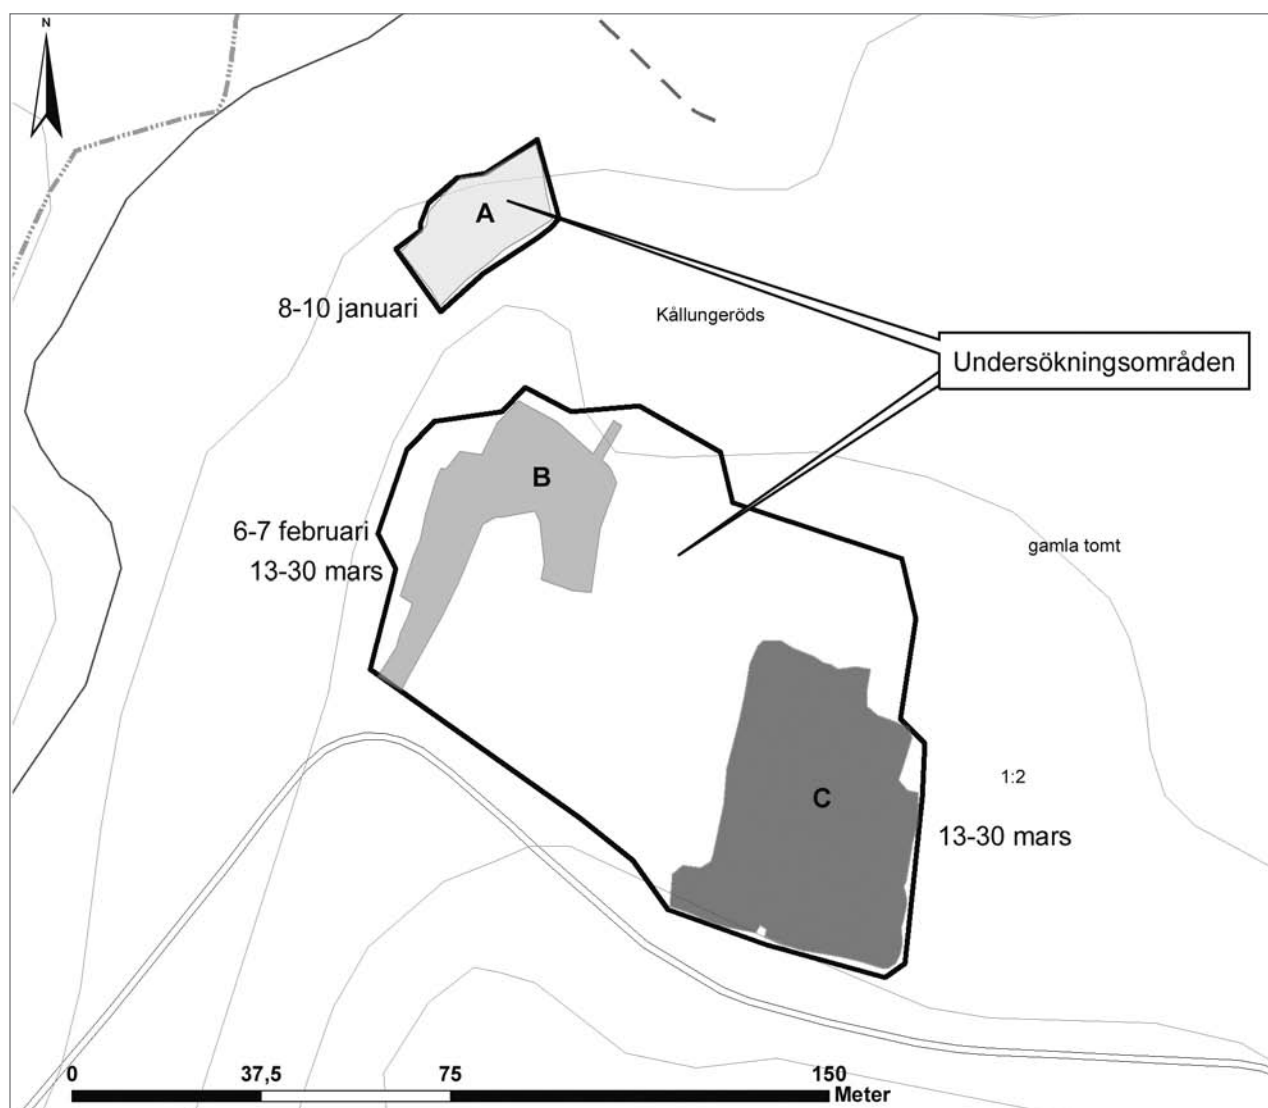 N
A
8-10 januari
Kållungeröds
Undersökningsområden
B
6-7 februari
13-30 mars
gamla tomt
1:2
C
13-30 mars
0 37,5 75 150
Meter